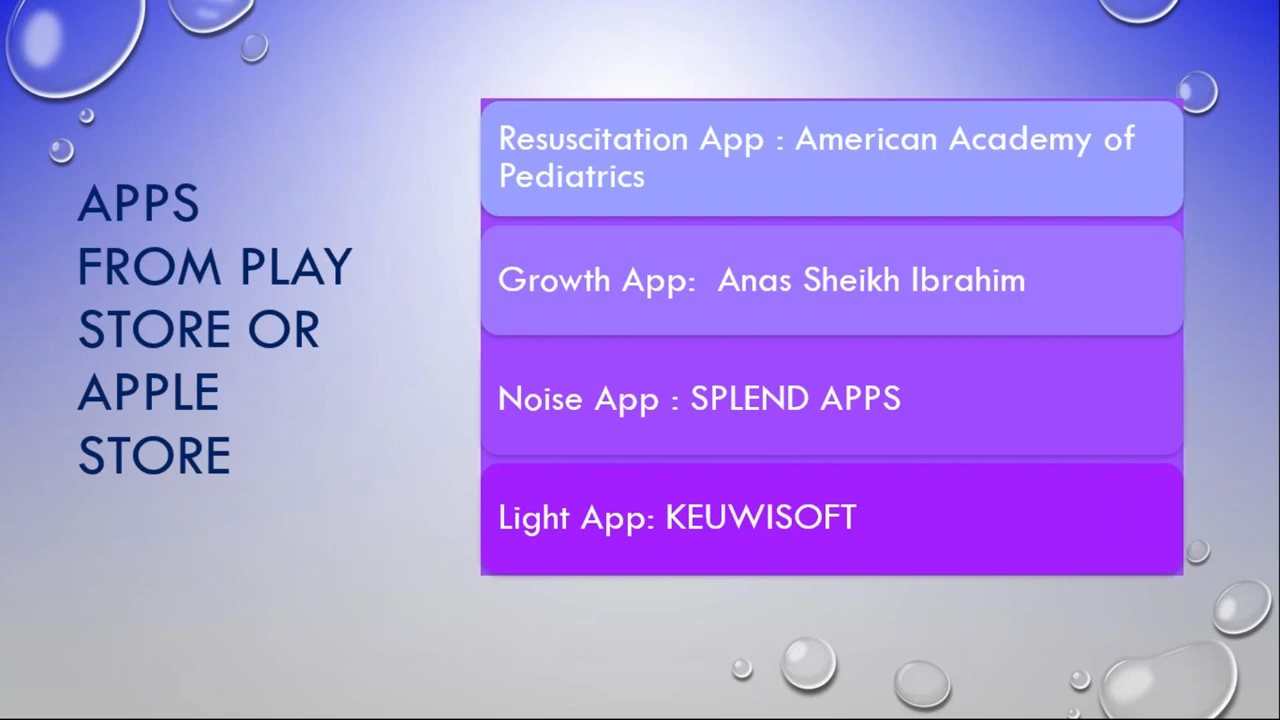 APPS
FROM PLAY
STORE OR
APPLE
STORE
Resuscitation App : American Academy of
Pediatrics
Growth App:  Anas Sheikh Ibrahim
Noise App : SPLEND APPS
Light App: KEUWISOFT